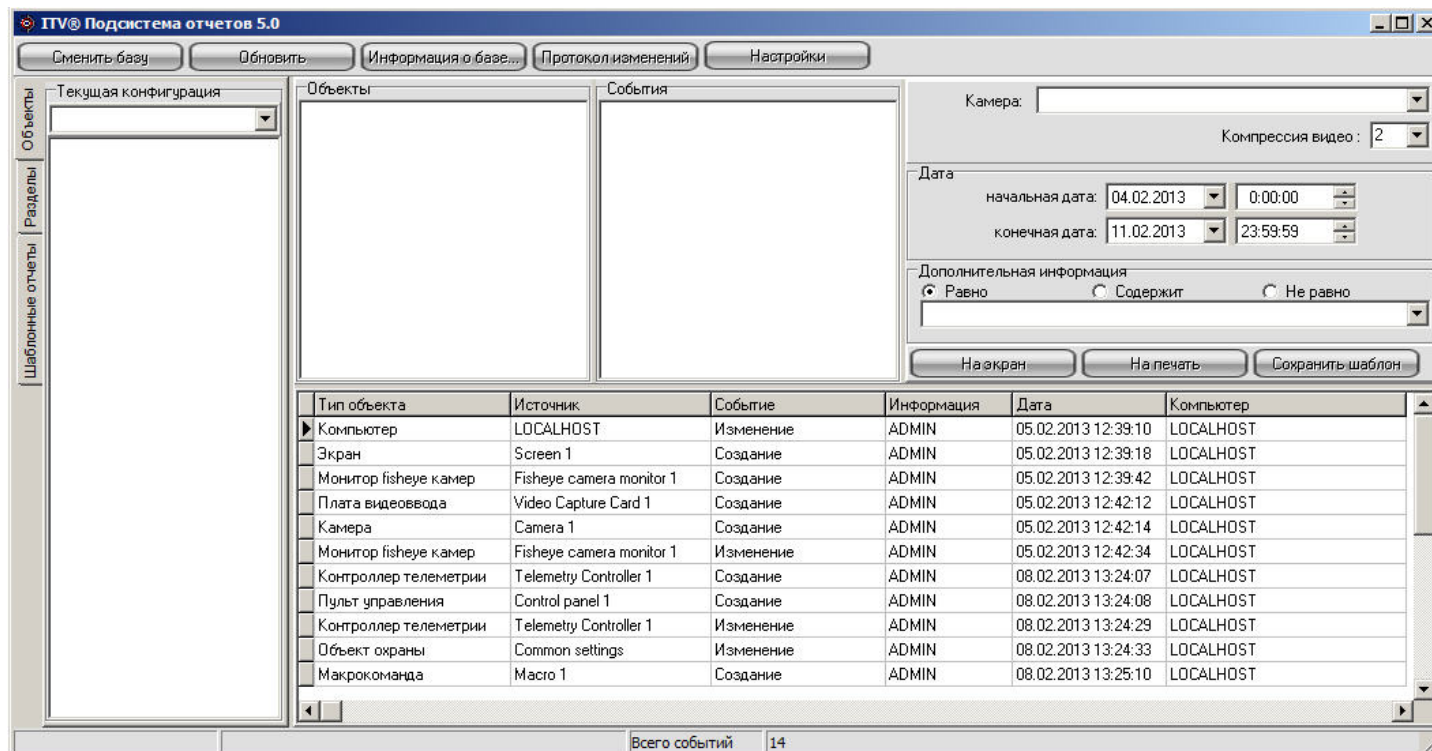 ITV® Подсистема отчетов 5.0
Сменить базу Обновить Информация о базе... Протокол изменений Настройки
Объекты
Разделы
Шаблонные отчеты
Текущая конфигурация
Объекты
События
Камера:
Компрессия видео : 2
Дата
начальная дата: 04.02.2013 0:00:00
конечная дата: 11.02.2013 23:59:59
Дополнительная информация
Равно Содержит Не равно
На экран На печать Сохранить шаблон
Тип объекта Источник Событие Информация Дата Компьютер
Компьютер LOCALHOST Изменение ADMIN 05.02.2013 12:39:10 LOCALHOST
Экран Screen 1 Создание ADMIN 05.02.2013 12:39:18 LOCALHOST
Монитор fisheye камер Fisheye camera monitor 1 Создание ADMIN 05.02.2013 12:39:42 LOCALHOST
Плата видеоввода Video Capture Card 1 Создание ADMIN 05.02.2013 12:42:12 LOCALHOST
Камера Camera 1 Создание ADMIN 05.02.2013 12:42:14 LOCALHOST
Монитор fisheye камер Fisheye camera monitor 1 Изменение ADMIN 05.02.2013 12:42:34 LOCALHOST
Контроллер телеметрии Telemetry Controller 1 Создание ADMIN 08.02.2013 13:24:07 LOCALHOST
Пульт управления Control panel 1 Создание ADMIN 08.02.2013 13:24:08 LOCALHOST
Контроллер телеметрии Telemetry Controller 1 Изменение ADMIN 08.02.2013 13:24:29 LOCALHOST
Объект охраны Common settings Изменение ADMIN 08.02.2013 13:24:33 LOCALHOST
Макрокоманда Macro 1 Создание ADMIN 08.02.2013 13:25:10 LOCALHOST
Всего событий 14